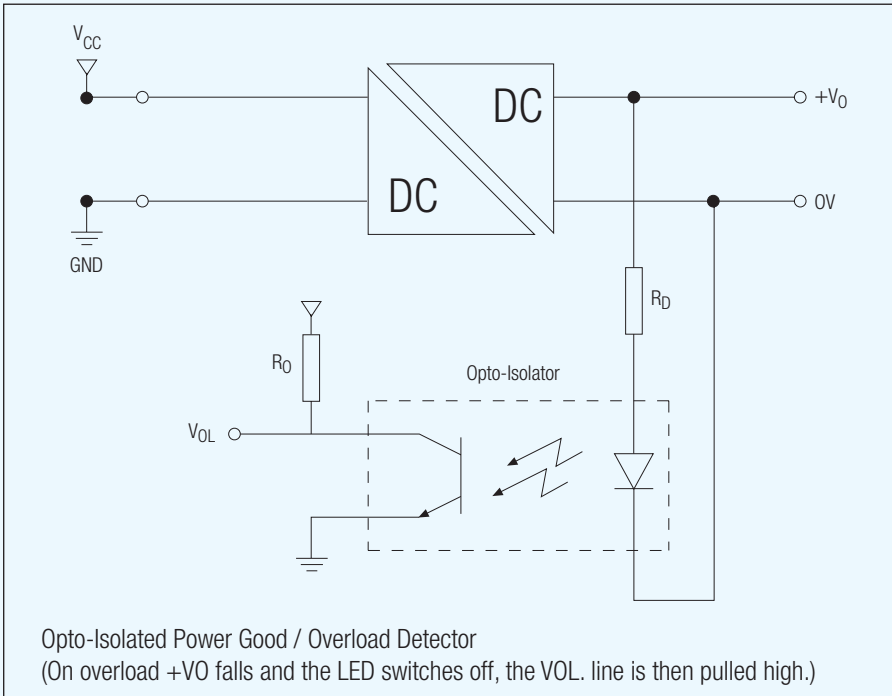 VCC
DC
+VO
DC
0V
GND
RD
RO
Opto-Isolator
VOL
Opto-Isolated Power Good / Overload Detector
(On overload +VO falls and the LED switches off, the VOL. line is then pulled high.)